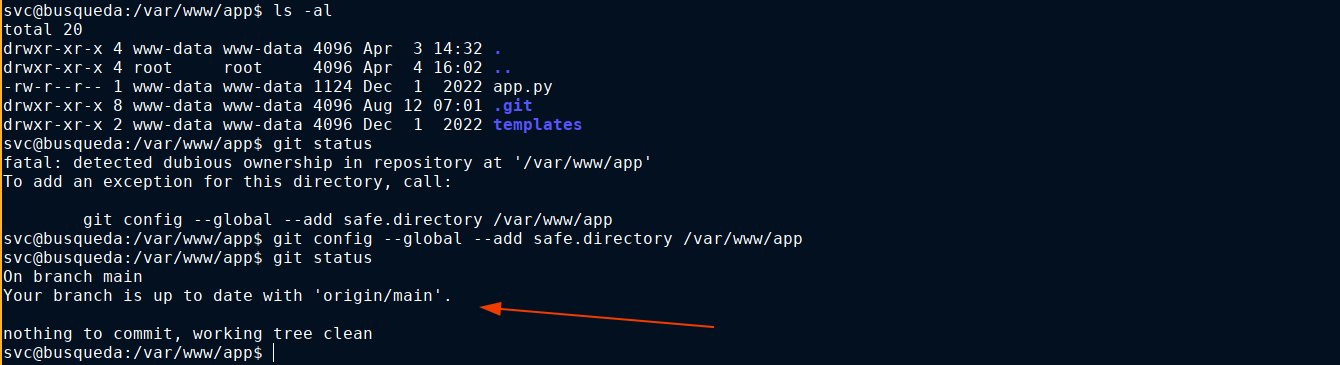 svc@busqueda:/var/www/app$ ls -al
total 20
drwxr-xr-x 4 www-data www-data 4096 Apr  3 14:32 .
drwxr-xr-x 4 root     root     4096 Apr  4 16:02 ..
-rw-r--r-- 1 www-data www-data 1124 Dec  1  2022 app.py
drwxr-xr-x 8 www-data www-data 4096 Aug 12 07:01 .git
drwxr-xr-x 2 www-data www-data 4096 Dec  1  2022 templates
svc@busqueda:/var/www/app$ git status
fatal: detected dubious ownership in repository at '/var/www/app'
To add an exception for this directory, call:

        git config --global --add safe.directory /var/www/app
svc@busqueda:/var/www/app$ git config --global --add safe.directory /var/www/app
svc@busqueda:/var/www/app$ git status
On branch main
Your branch is up to date with 'origin/main'.

nothing to commit, working tree clean
svc@busqueda:/var/www/app$